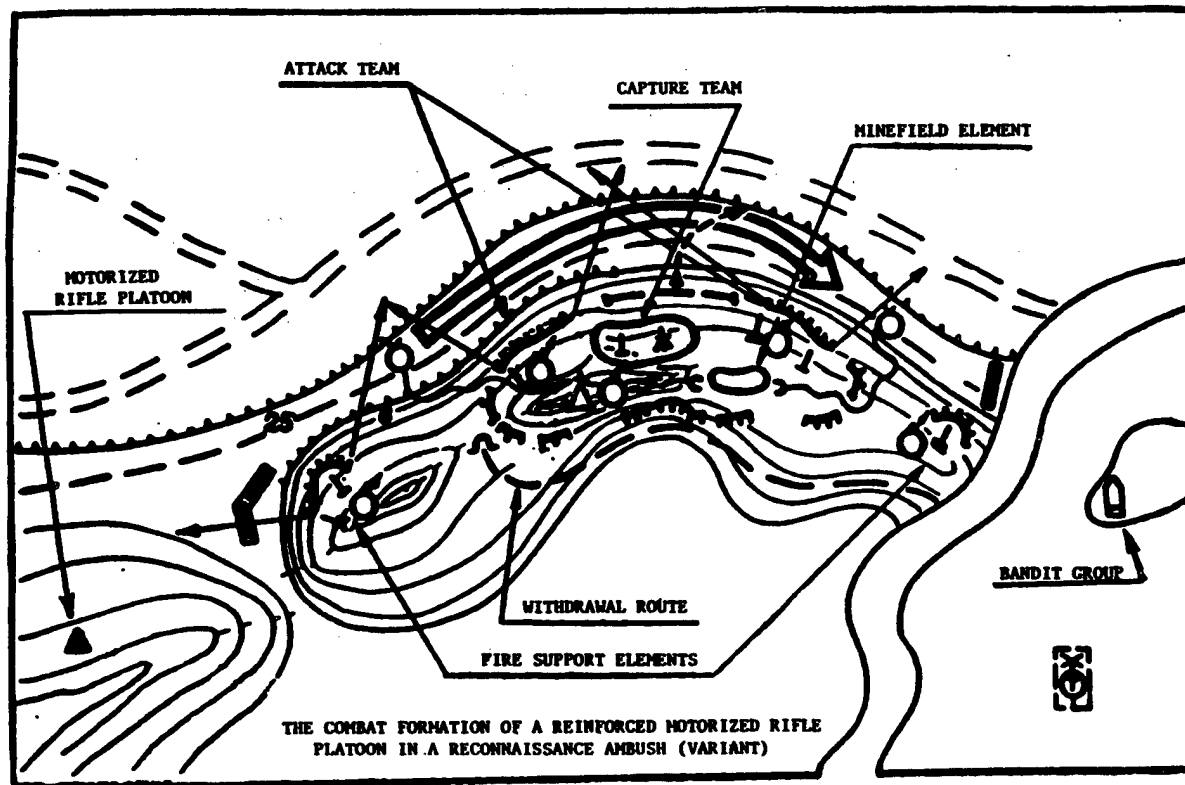 ATTACK TEAM
CAPTURE TEAM
MINEFIELD ELEMENT
MOTORIZED
RIFLE PLATOON
25
BANDIT GROUP
WITHDRAWAL ROUTE
FIRE SUPPORT ELEMENTS
THE COMBAT FORMATION OF A REINFORCED MOTORIZED RIFLE
PLATOON IN A RECONNAISSANCE AMBUSH (VARIANT)